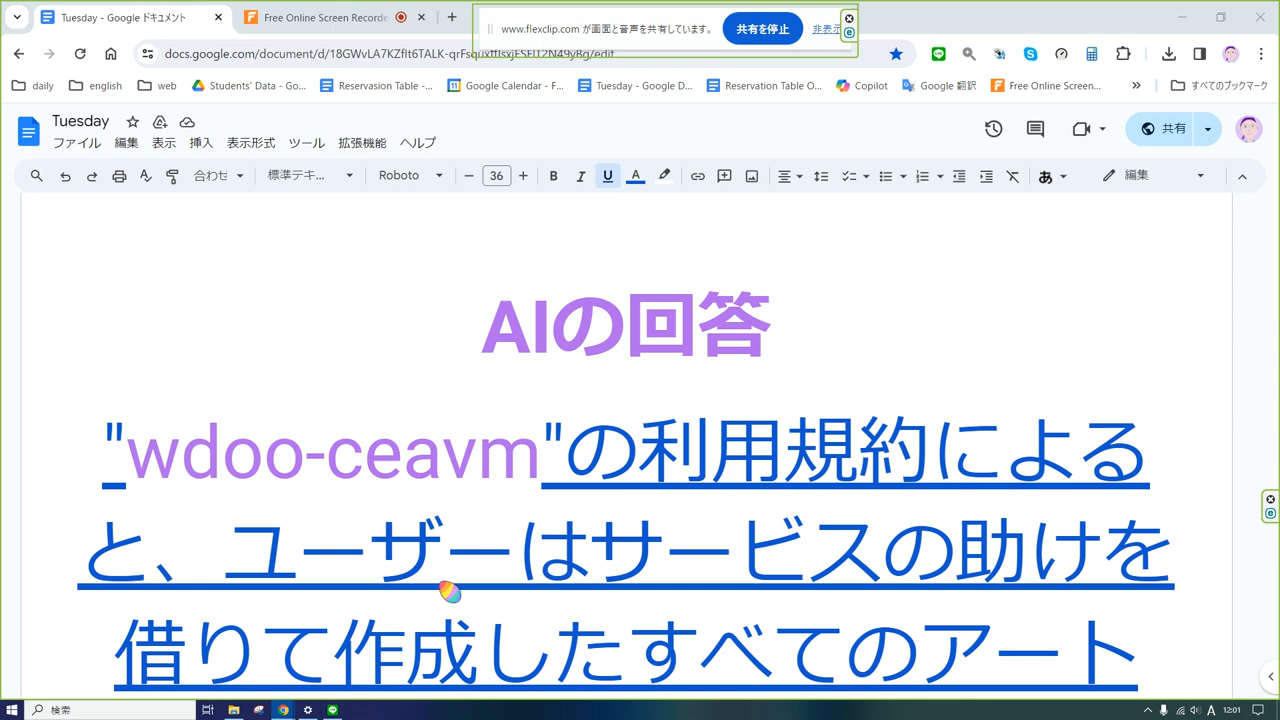 Tuesday - Google ドキュメント
Free Online Screen Recorde
www.flexclip.com が画面と音声を共有しています。
共有を停止
非表示
daily
english
web
Students' Data - Go...
Reservasion Table -...
Google Calendar - F...
Tuesday - Google D...
Reservation Table O...
Copilot
Google 翻訳
Free Online Screen...
すべてのブックマーク
Tuesday
ファイル 編集 表示 挿入 表示形式 ツール 拡張機能 ヘルプ
共有
合わせ
標準テキ...
Roboto
36
B I U A
あ
編集
AIの回答
"wdoo-ceavm"の利用規約による
と、ユーザーはサービスの助けを
借りて作成したすべてのアート
検索
A
12:01